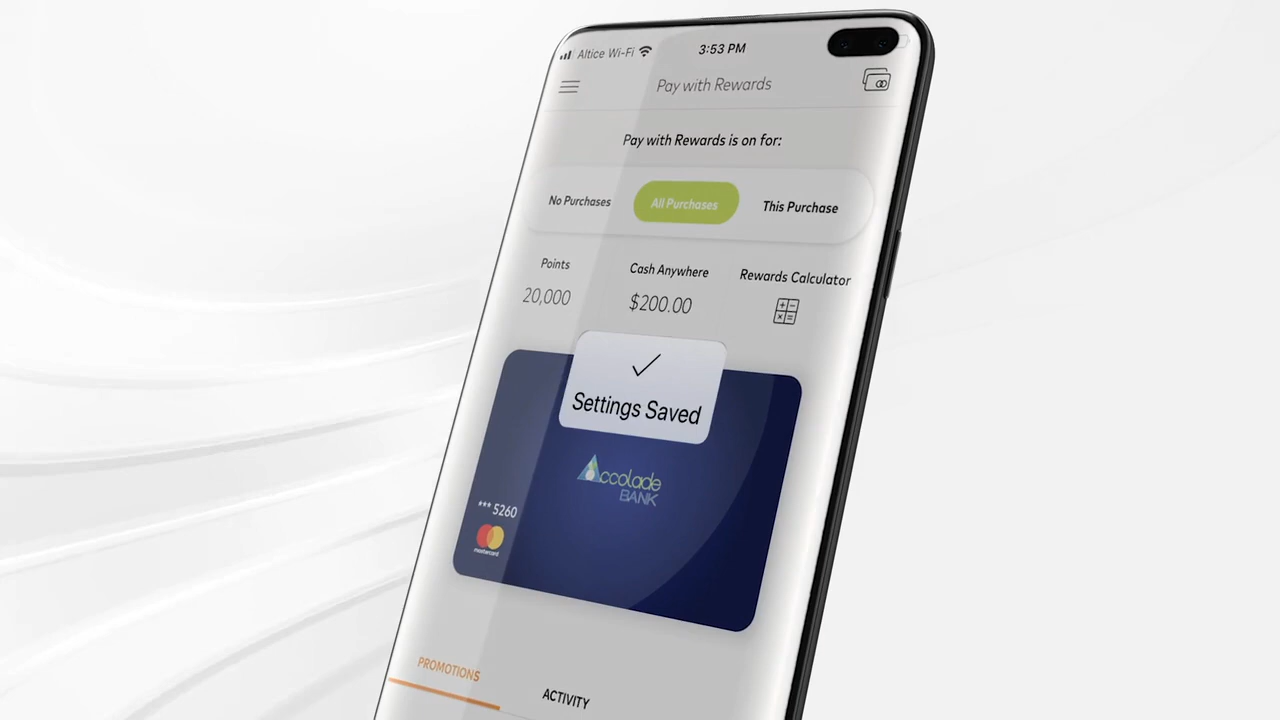 Altice Wi-Fi 3:53 PM
Pay with Rewards
Pay with Rewards is on for:
No Purchases All Purchases This Purchase
Points Cash Anywhere Rewards Calculator
20,000 $200.00
Settings Saved
Accolade
BANK
*** 5260
mastercard
PROMOTIONS ACTIVITY